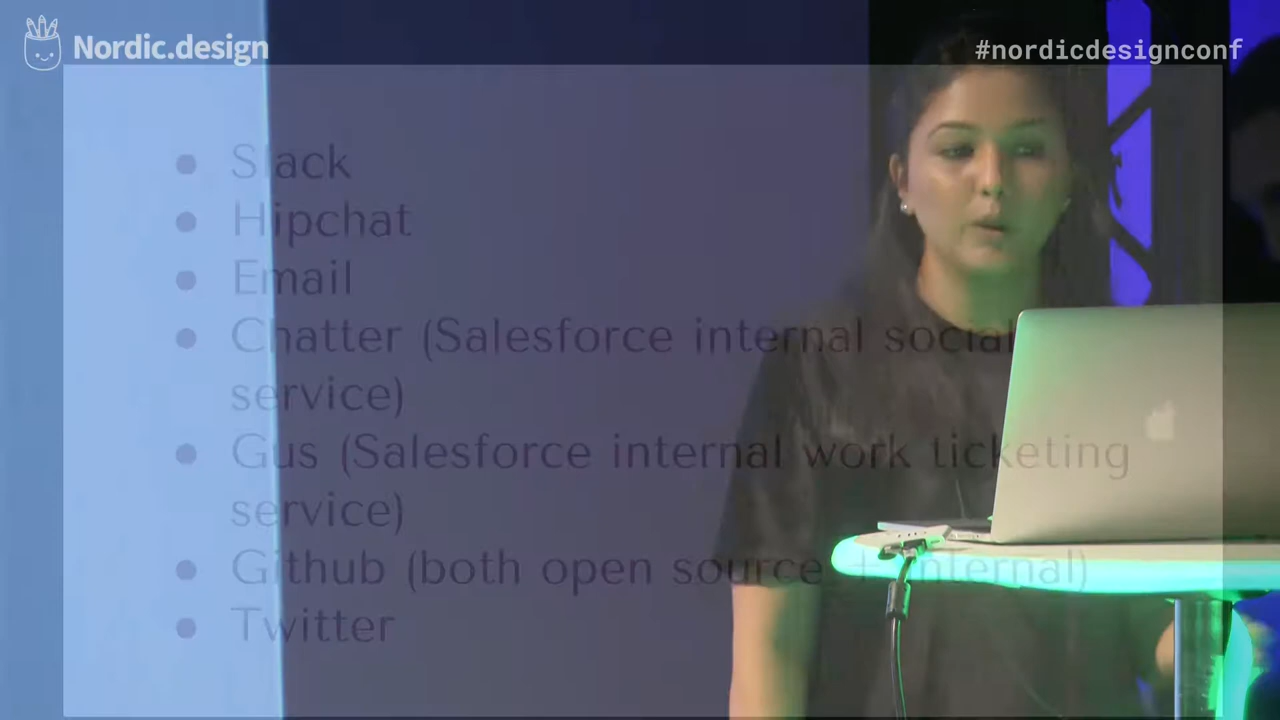 Nordic.design
#nordicdesignconf
• Slack
• Hipchat
• Email
• Chatter (Salesforce internal social
service)
• Gus (Salesforce internal work ticketing
service)
• Github (both open source + internal)
• Twitter